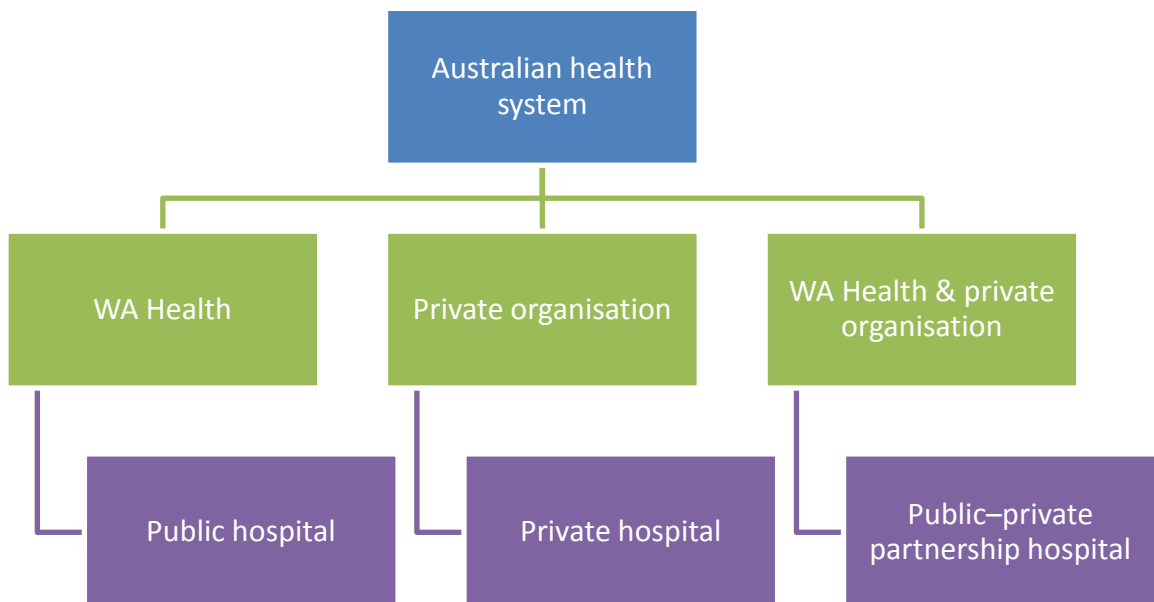 Australian health
system
WA Health
Private organisation
WA Health & private
organisation
Public hospital
Private hospital
Public–private
partnership hospital